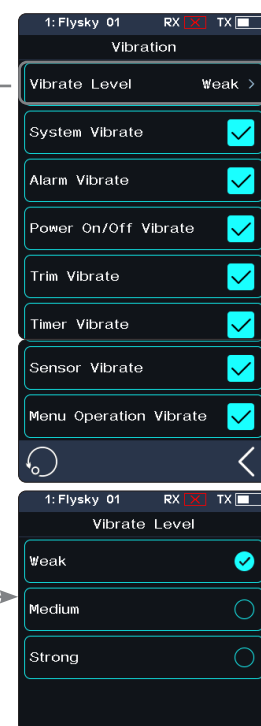 1: Flysky 01 RX TX
Vibration
Vibrate Level Weak >
System Vibrate
Alarm Vibrate
Power On/Off Vibrate
Trim Vibrate
Timer Vibrate
Sensor Vibrate
Menu Operation Vibrate
1: Flysky 01 RX TX
Vibrate Level
Weak
Medium
Strong